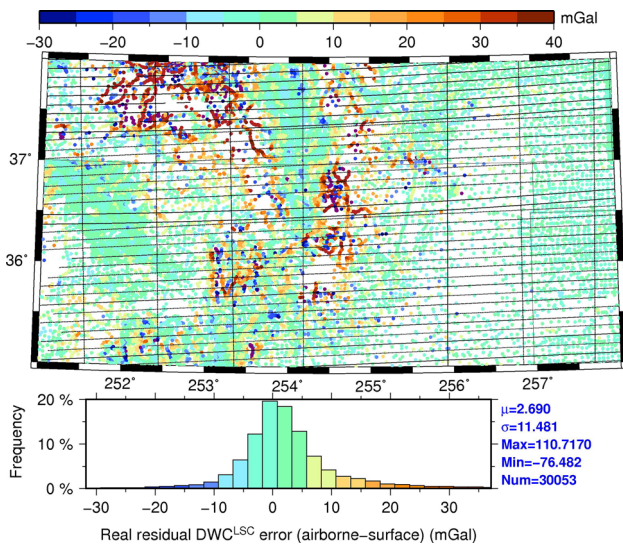 −30 −20 −10 0 10 20 30 40 mGal
37°
36°
252° 253° 254° 255° 256° 257°
20 %
10 %
0 %
Frequency
μ=2.690
σ=11.481
Max=110.7170
Min=−76.482
Num=30053
−30 −20 −10 0 10 20 30
Real residual DWC^LSC error (airborne−surface) (mGal)